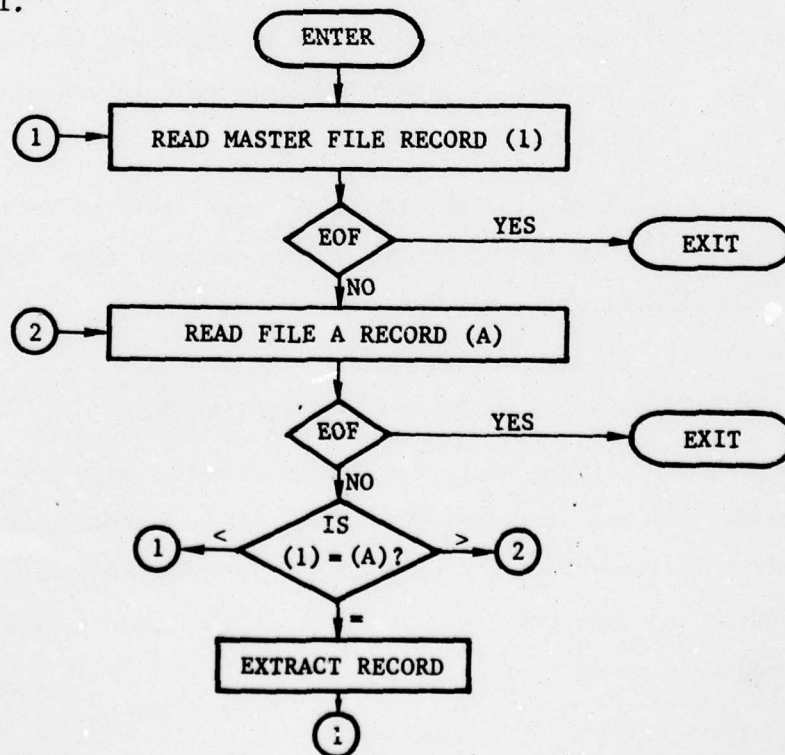 1.
ENTER
1
READ MASTER FILE RECORD (1)
EOF
YES
EXIT
NO
2
READ FILE A RECORD (A)
EOF
YES
EXIT
NO
1
<
IS
(1) = (A)?
>
2
=
EXTRACT RECORD
1